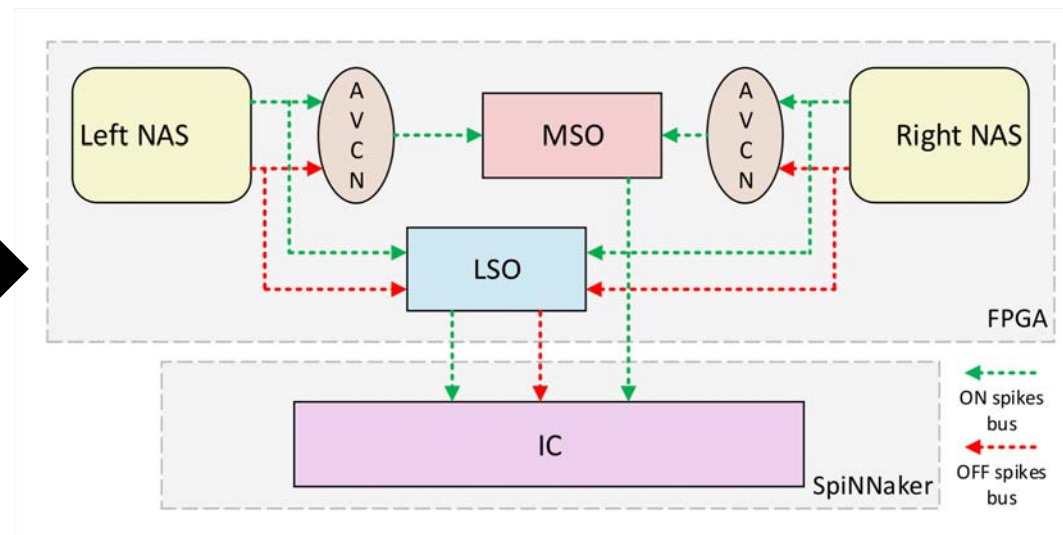 Left NAS
A
V
C
N
MSO
A
V
C
N
Right NAS
LSO
FPGA
ON spikes
bus
OFF spikes
bus
IC
SpiNNaker